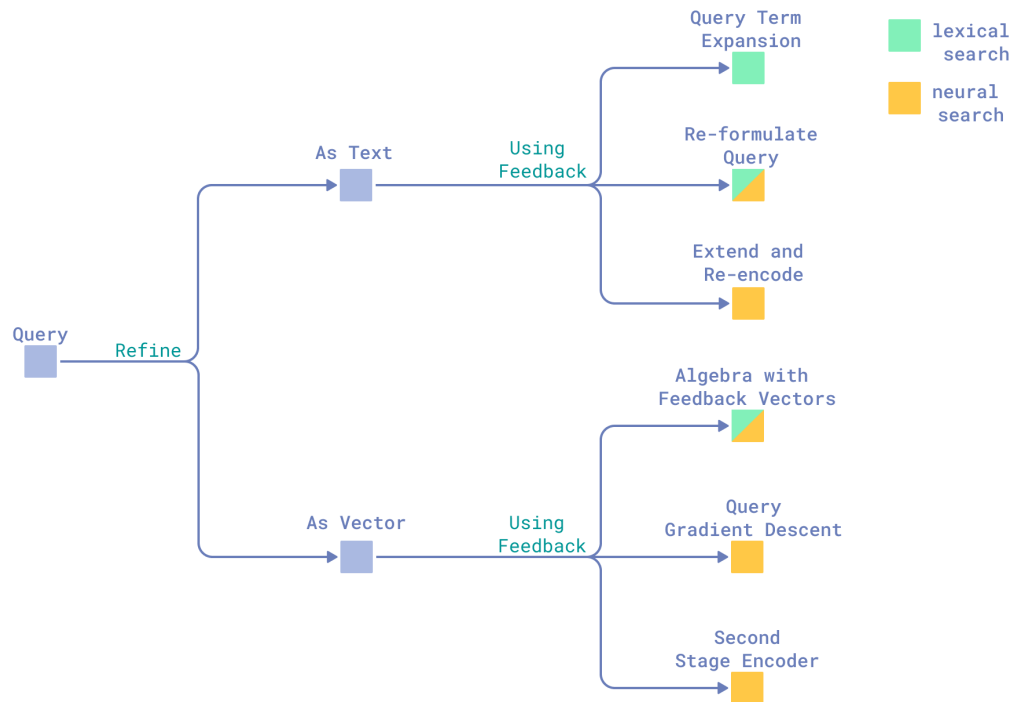 Query Term
Expansion
lexical
search
neural
search
Re-formulate
Query
Using
Feedback
As Text
Extend and
Re-encode
Query
Refine
Algebra with
Feedback Vectors
Query
Gradient Descent
As Vector
Using
Feedback
Second
Stage Encoder